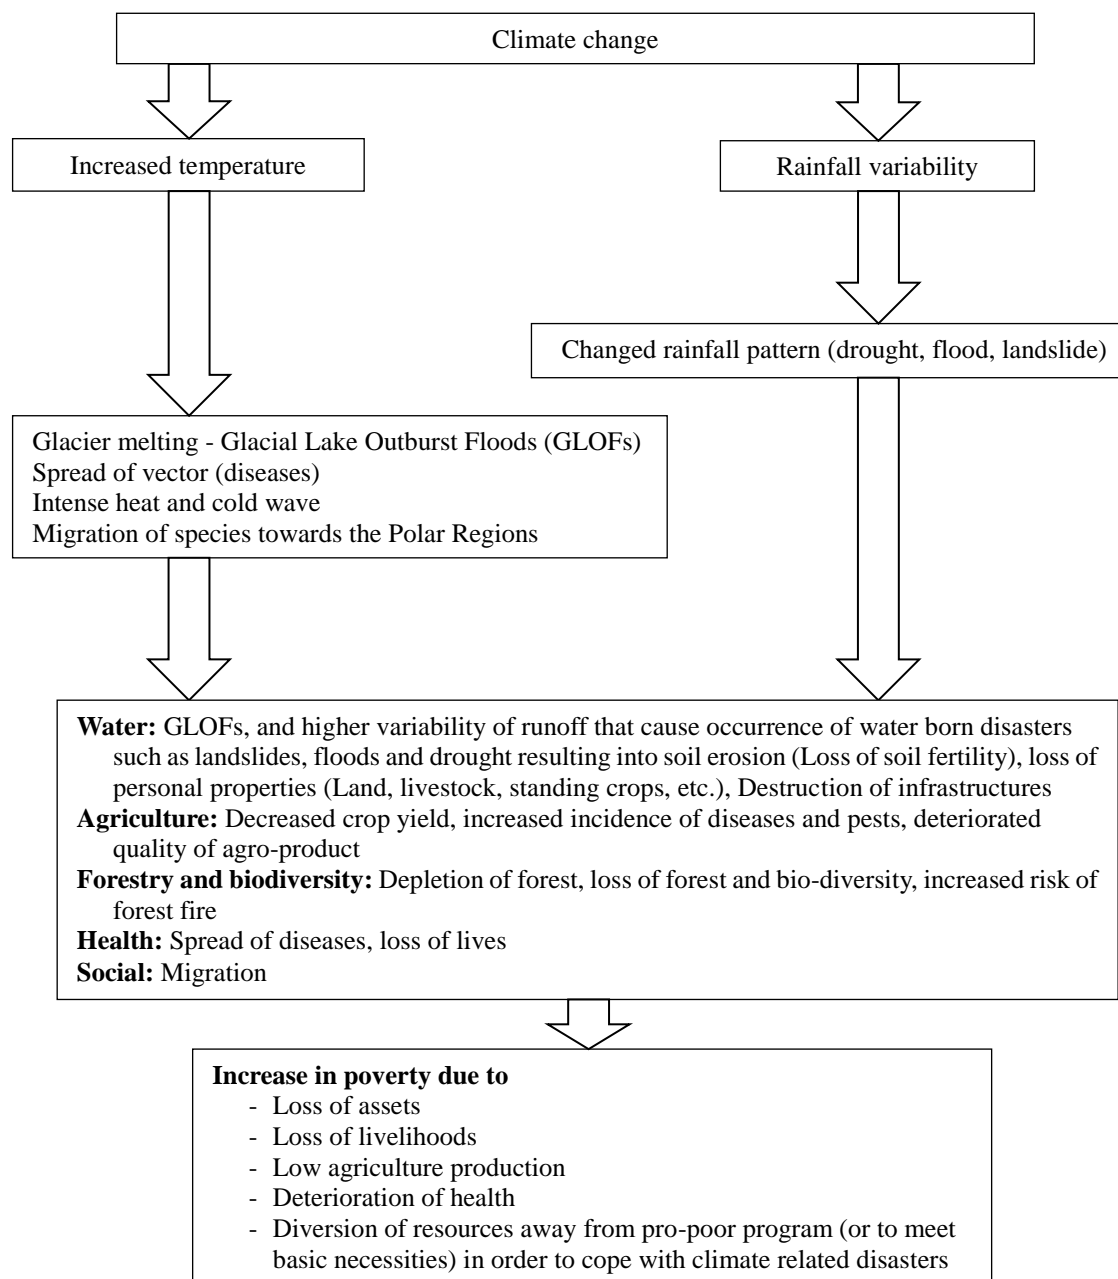 Climate change
Increased temperature
Rainfall variability
Changed rainfall pattern (drought, flood, landslide)
Glacier melting - Glacial Lake Outburst Floods (GLOFs)
Spread of vector (diseases)
Intense heat and cold wave
Migration of species towards the Polar Regions
Water: GLOFs, and higher variability of runoff that cause occurrence of water born disasters
such as landslides, floods and drought resulting into soil erosion (Loss of soil fertility), loss of
personal properties (Land, livestock, standing crops, etc.), Destruction of infrastructures
Agriculture: Decreased crop yield, increased incidence of diseases and pests, deteriorated
quality of agro-product
Forestry and biodiversity: Depletion of forest, loss of forest and bio-diversity, increased risk of
forest fire
Health: Spread of diseases, loss of lives
Social: Migration
Increase in poverty due to
- Loss of assets
- Loss of livelihoods
- Low agriculture production
- Deterioration of health
- Diversion of resources away from pro-poor program (or to meet
basic necessities) in order to cope with climate related disasters